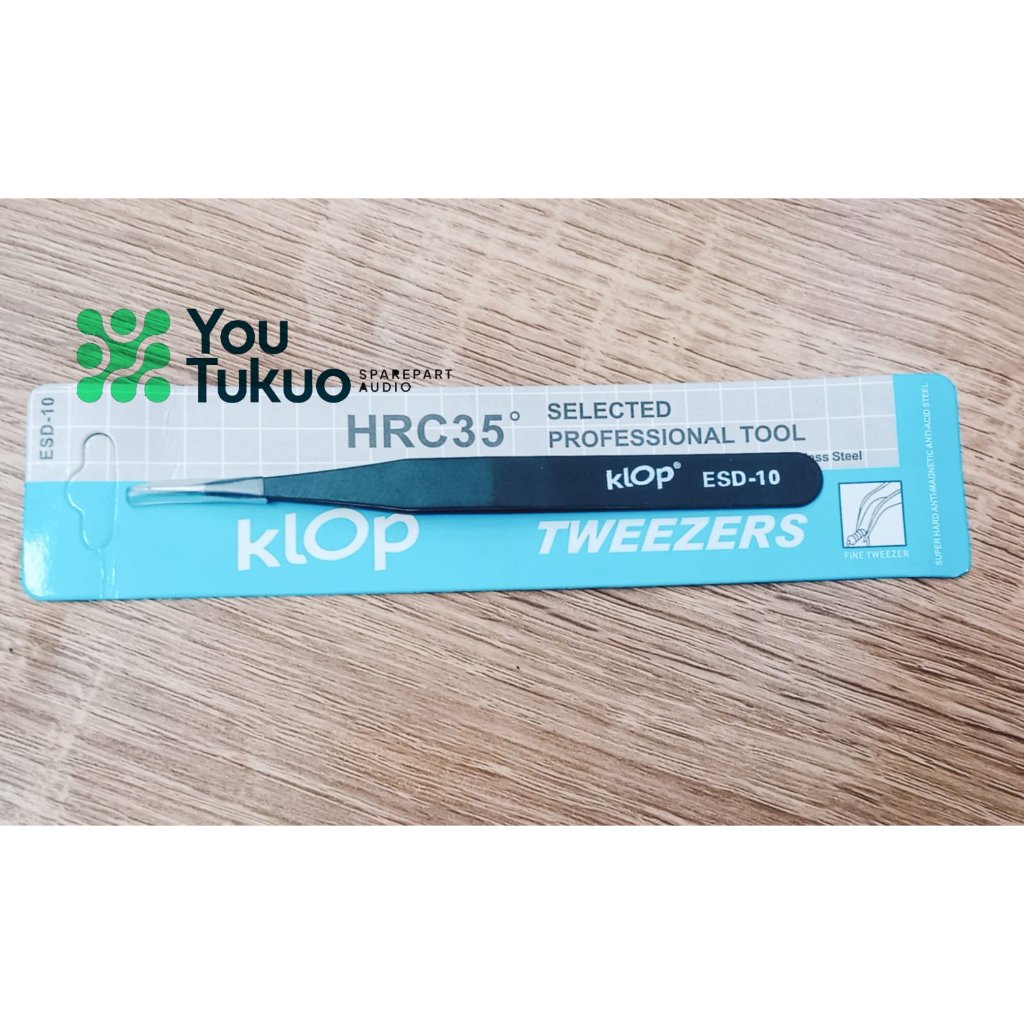 You
Tukuo
SPAREPART
AUDIO
ESD-10
HRC35°
SELECTED
PROFESSIONAL TOOL
Steel
klOp® ESD-10
klOp
TWEEZERS
FINE TWEEZER
SUPER HARD ANTI-MAGNETIC ANTI-ACID STEEL